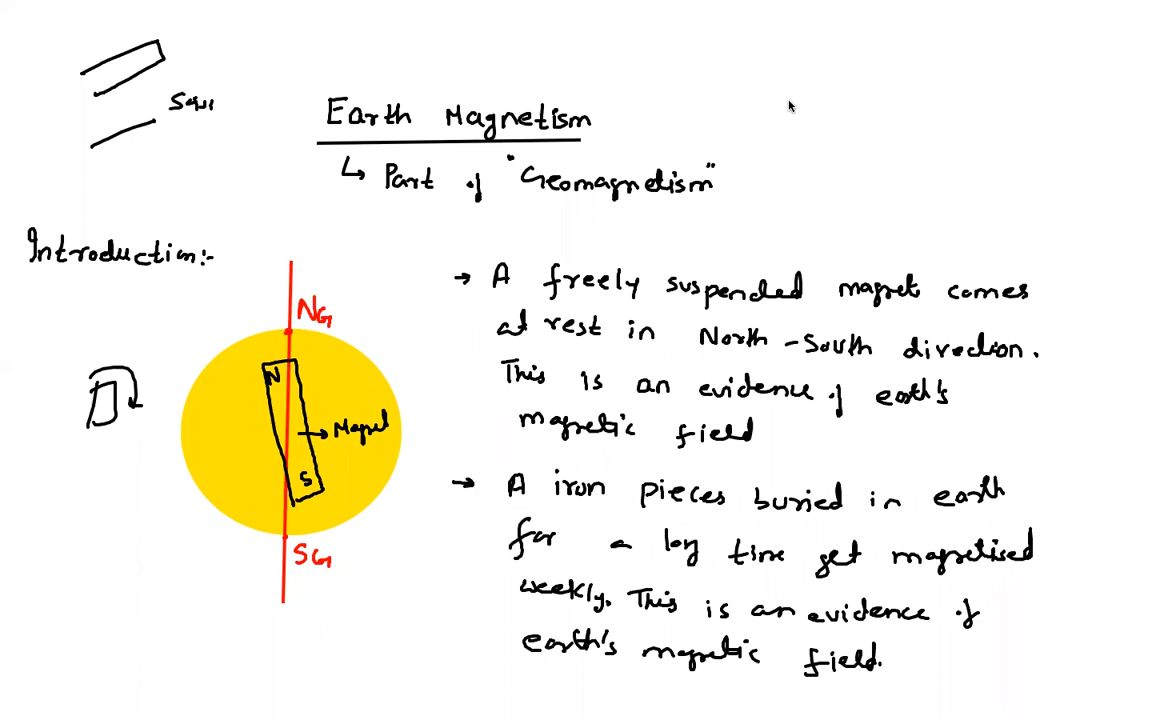 Earth Magnetism
↳ Part of "Geomagnetism"
Introduction:-
NG
N
→ Magnet
S
SG
→ A freely suspended magnet comes
at rest in North-South direction.
This is an evidence of earth's
magnetic field
→ A iron pieces buried in earth
for a long time get magnetised
weekly. This is an evidence of
earth's magnetic field.